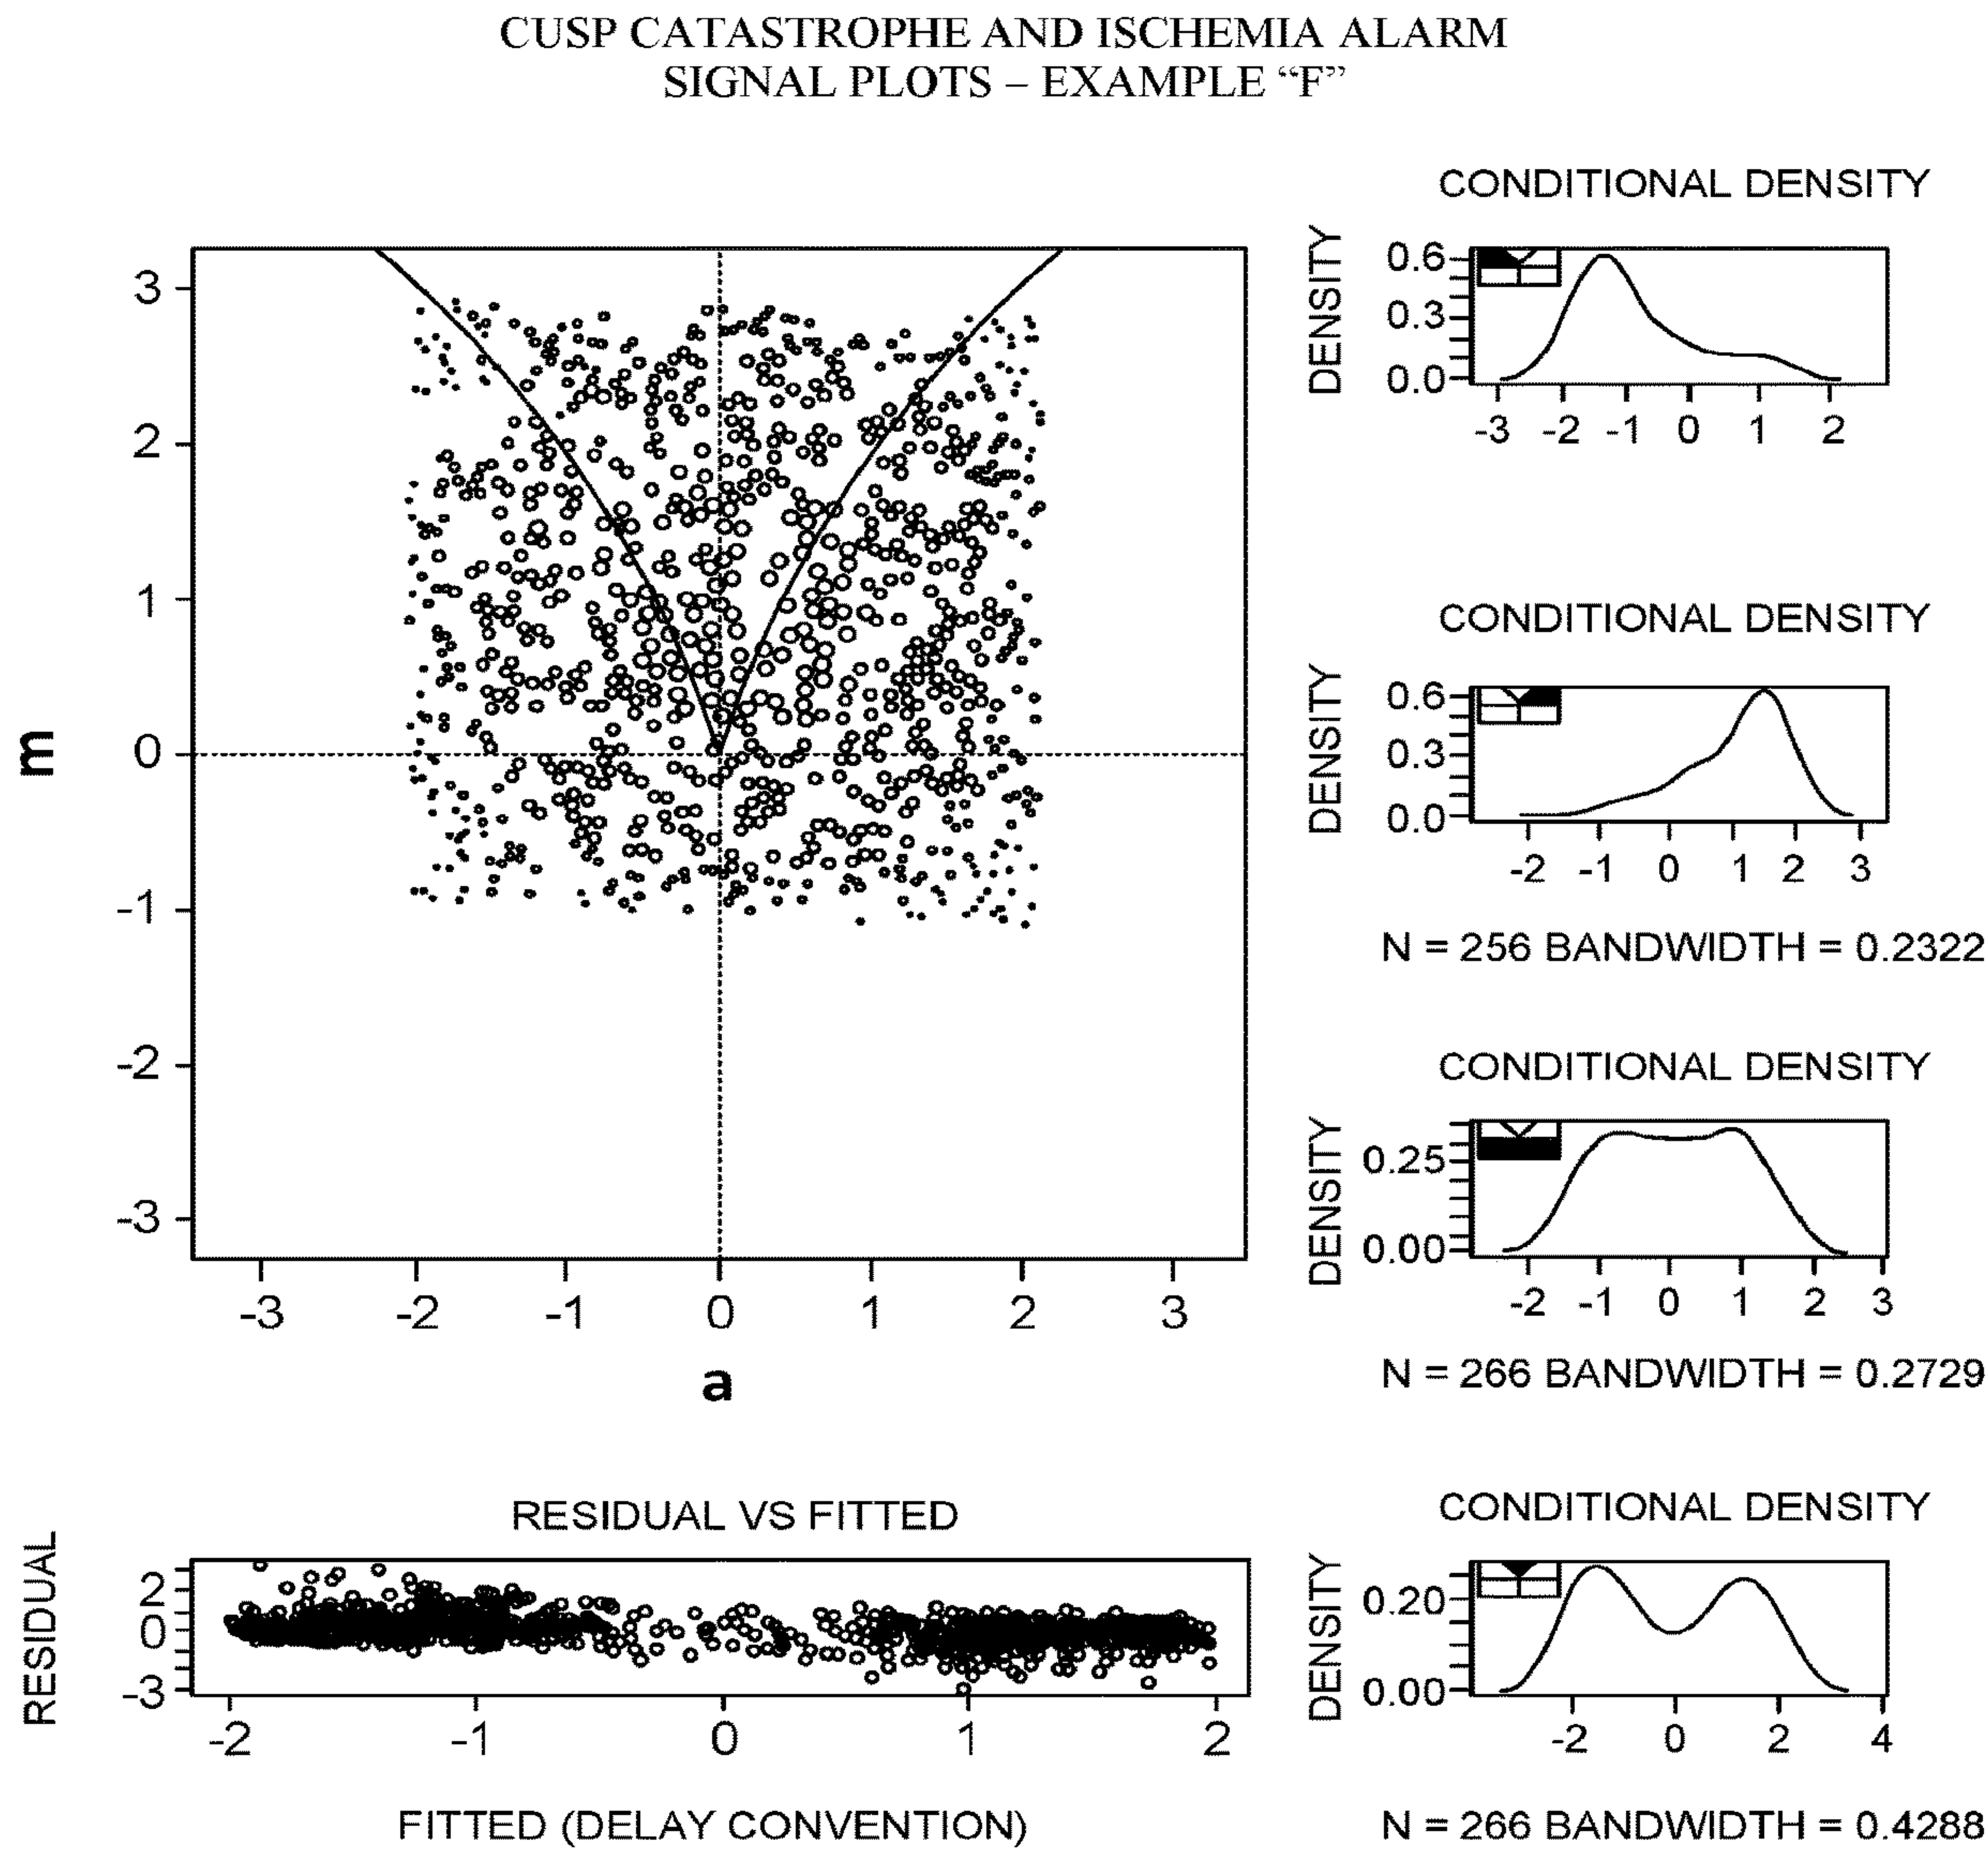 CUSP CATASTROPHE AND ISCHEMIA ALARM
SIGNAL PLOTS – EXAMPLE “F”
m
3
2
1
0
-1
-2
-3
-3 -2 -1 0 1 2 3
a
CONDITIONAL DENSITY
DENSITY
0.6
0.3
0.0
-3 -2 -1 0 1 2
CONDITIONAL DENSITY
DENSITY
0.6
0.3
0.0
-2 -1 0 1 2 3
N = 256 BANDWIDTH = 0.2322
CONDITIONAL DENSITY
DENSITY
0.25
0.00
-2 -1 0 1 2 3
N = 266 BANDWIDTH = 0.2729
RESIDUAL VS FITTED
RESIDUAL
2
0
-3
-2 -1 0 1 2
FITTED (DELAY CONVENTION)
CONDITIONAL DENSITY
DENSITY
0.20
0.00
-2 0 2 4
N = 266 BANDWIDTH = 0.4288